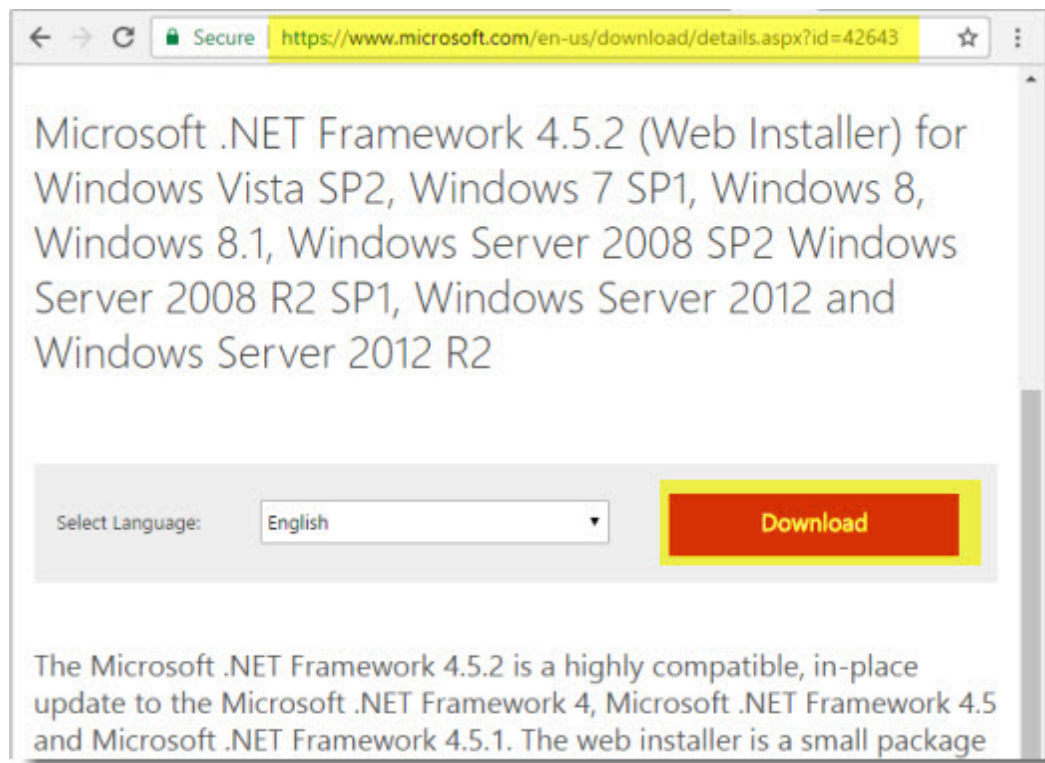 Secure https://www.microsoft.com/en-us/download/details.aspx?id=42643
Microsoft .NET Framework 4.5.2 (Web Installer) for
Windows Vista SP2, Windows 7 SP1, Windows 8,
Windows 8.1, Windows Server 2008 SP2 Windows
Server 2008 R2 SP1, Windows Server 2012 and
Windows Server 2012 R2
Select Language: English Download
The Microsoft .NET Framework 4.5.2 is a highly compatible, in-place
update to the Microsoft .NET Framework 4, Microsoft .NET Framework 4.5
and Microsoft .NET Framework 4.5.1. The web installer is a small package